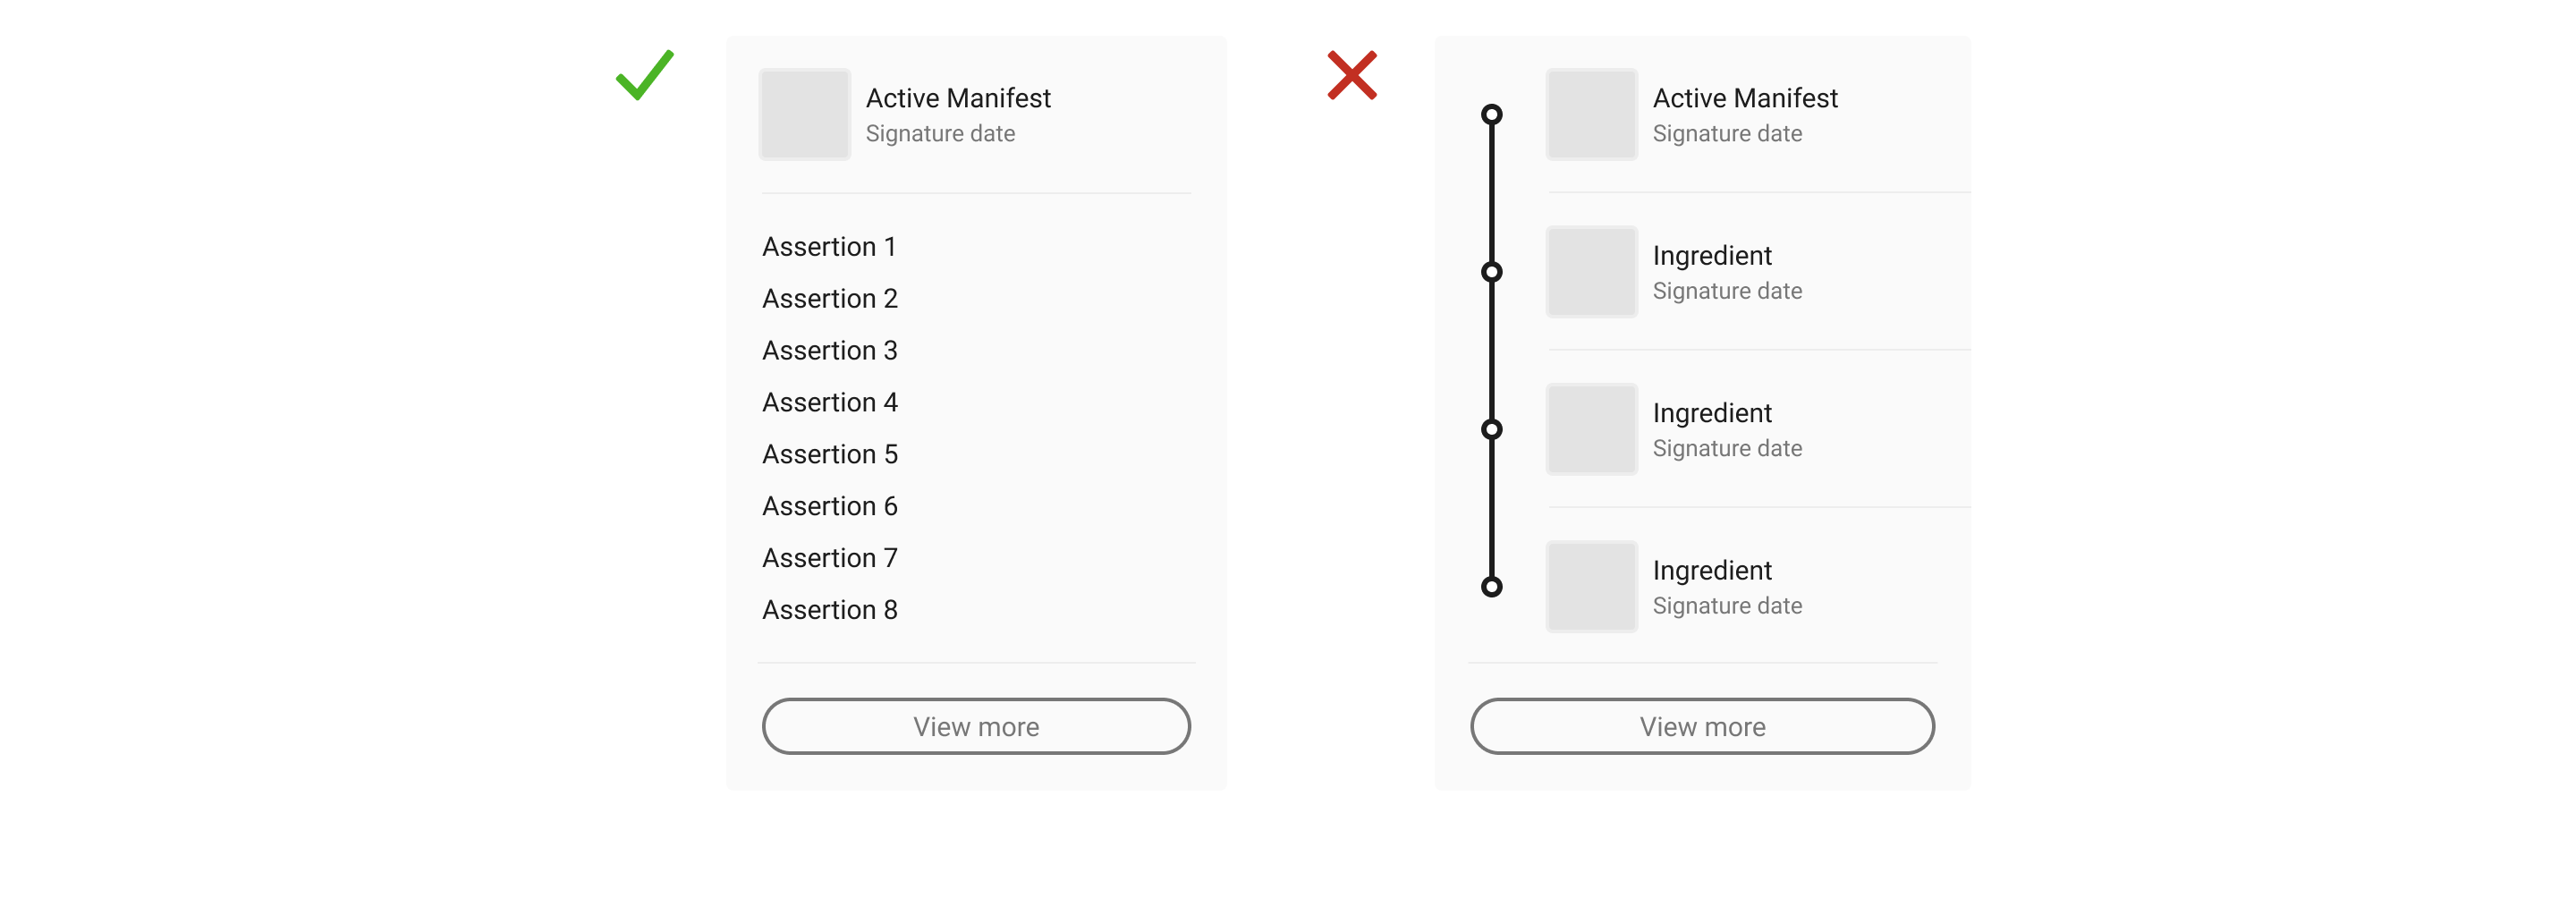 Active Manifest
Signature date
Assertion 1
Assertion 2
Assertion 3
Assertion 4
Assertion 5
Assertion 6
Assertion 7
Assertion 8
View more
Active Manifest
Signature date
Ingredient
Signature date
Ingredient
Signature date
Ingredient
Signature date
View more